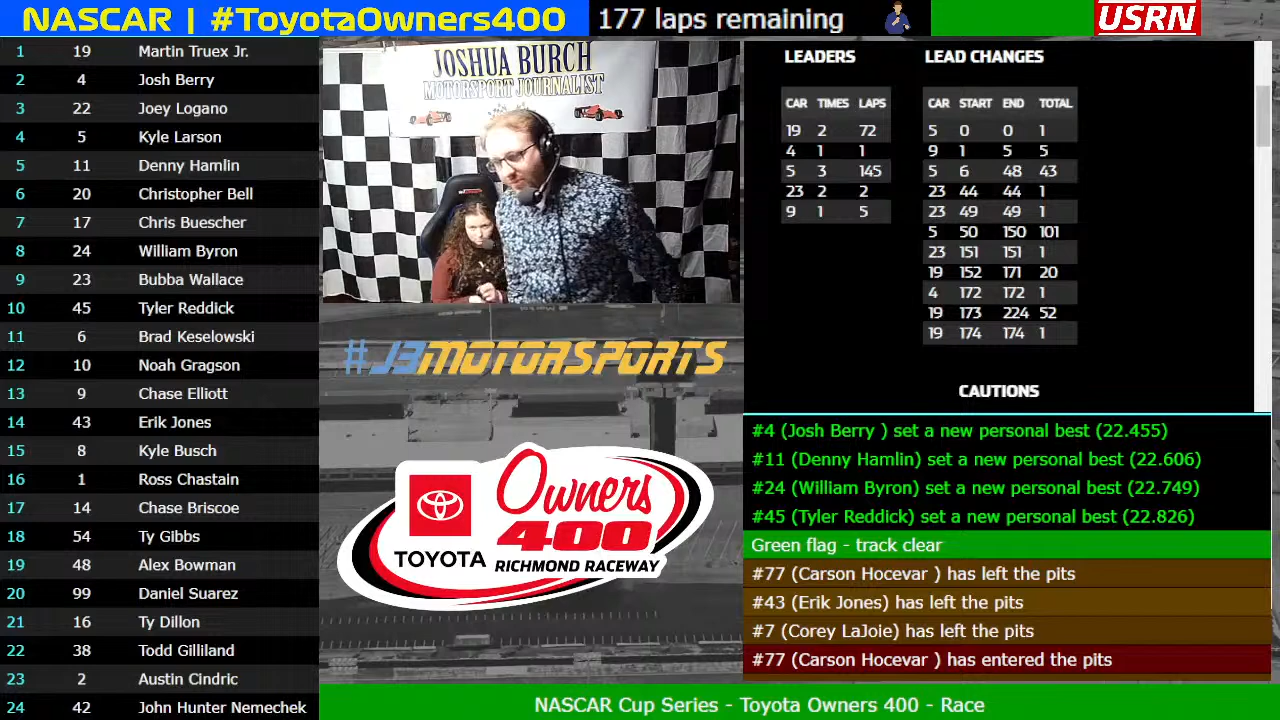 NASCAR | #ToyotaOwners400
177 laps remaining
USRN
1 19 Martin Truex Jr.
2 4 Josh Berry
3 22 Joey Logano
4 5 Kyle Larson
5 11 Denny Hamlin
6 20 Christopher Bell
7 17 Chris Buescher
8 24 William Byron
9 23 Bubba Wallace
10 45 Tyler Reddick
11 6 Brad Keselowski
12 10 Noah Gragson
13 9 Chase Elliott
14 43 Erik Jones
15 8 Kyle Busch
16 1 Ross Chastain
17 14 Chase Briscoe
18 54 Ty Gibbs
19 48 Alex Bowman
20 99 Daniel Suarez
21 16 Ty Dillon
22 38 Todd Gilliland
23 2 Austin Cindric
24 42 John Hunter Nemechek
JOSHUA BURCH
MOTORSPORT JOURNALIST
#J3MOTORSPORTS
TOYOTA
Owners
400
RICHMOND RACEWAY
LEADERS
CAR TIMES LAPS
19 2 72
4 1 1
5 3 145
23 2 2
9 1 5
LEAD CHANGES
CAR START END TOTAL
5 0 0 1
9 1 5 5
5 6 48 43
23 44 44 1
23 49 49 1
5 50 150 101
23 151 151 1
19 152 171 20
4 172 172 1
19 173 224 52
19 174 174 1
CAUTIONS
#4 (Josh Berry ) set a new personal best (22.455)
#11 (Denny Hamlin) set a new personal best (22.606)
#24 (William Byron) set a new personal best (22.749)
#45 (Tyler Reddick) set a new personal best (22.826)
Green flag - track clear
#77 (Carson Hocevar ) has left the pits
#43 (Erik Jones) has left the pits
#7 (Corey LaJoie) has left the pits
#77 (Carson Hocevar ) has entered the pits
NASCAR Cup Series - Toyota Owners 400 - Race